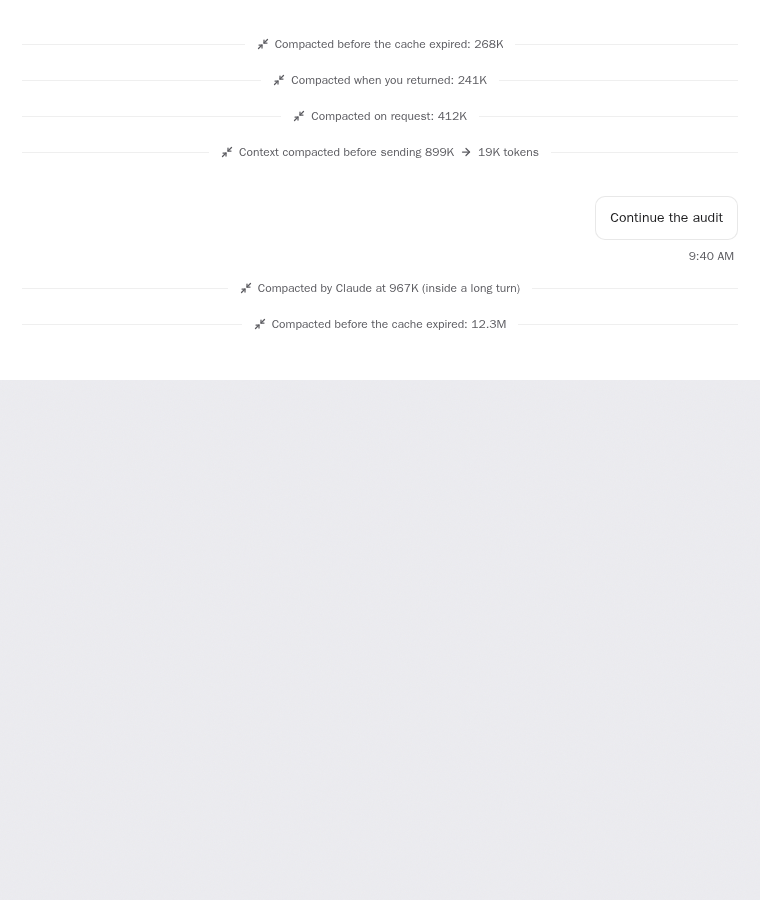 Compacted before the cache expired: 268K
Compacted when you returned: 241K
Compacted on request: 412K
Context compacted before sending 899K → 19K tokens
Continue the audit
9:40 AM
Compacted by Claude at 967K (inside a long turn)
Compacted before the cache expired: 12.3M